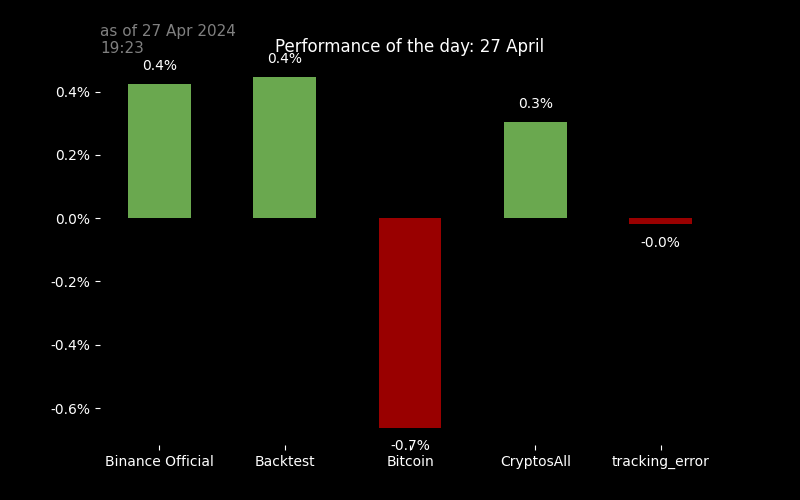 as of 27 Apr 2024
19:23
Performance of the day: 27 April
0.4%
0.4%
0.3%
-0.0%
-0.7%
0.4%
0.2%
0.0%
-0.2%
-0.4%
-0.6%
Binance Official
Backtest
Bitcoin
CryptosAll
tracking_error